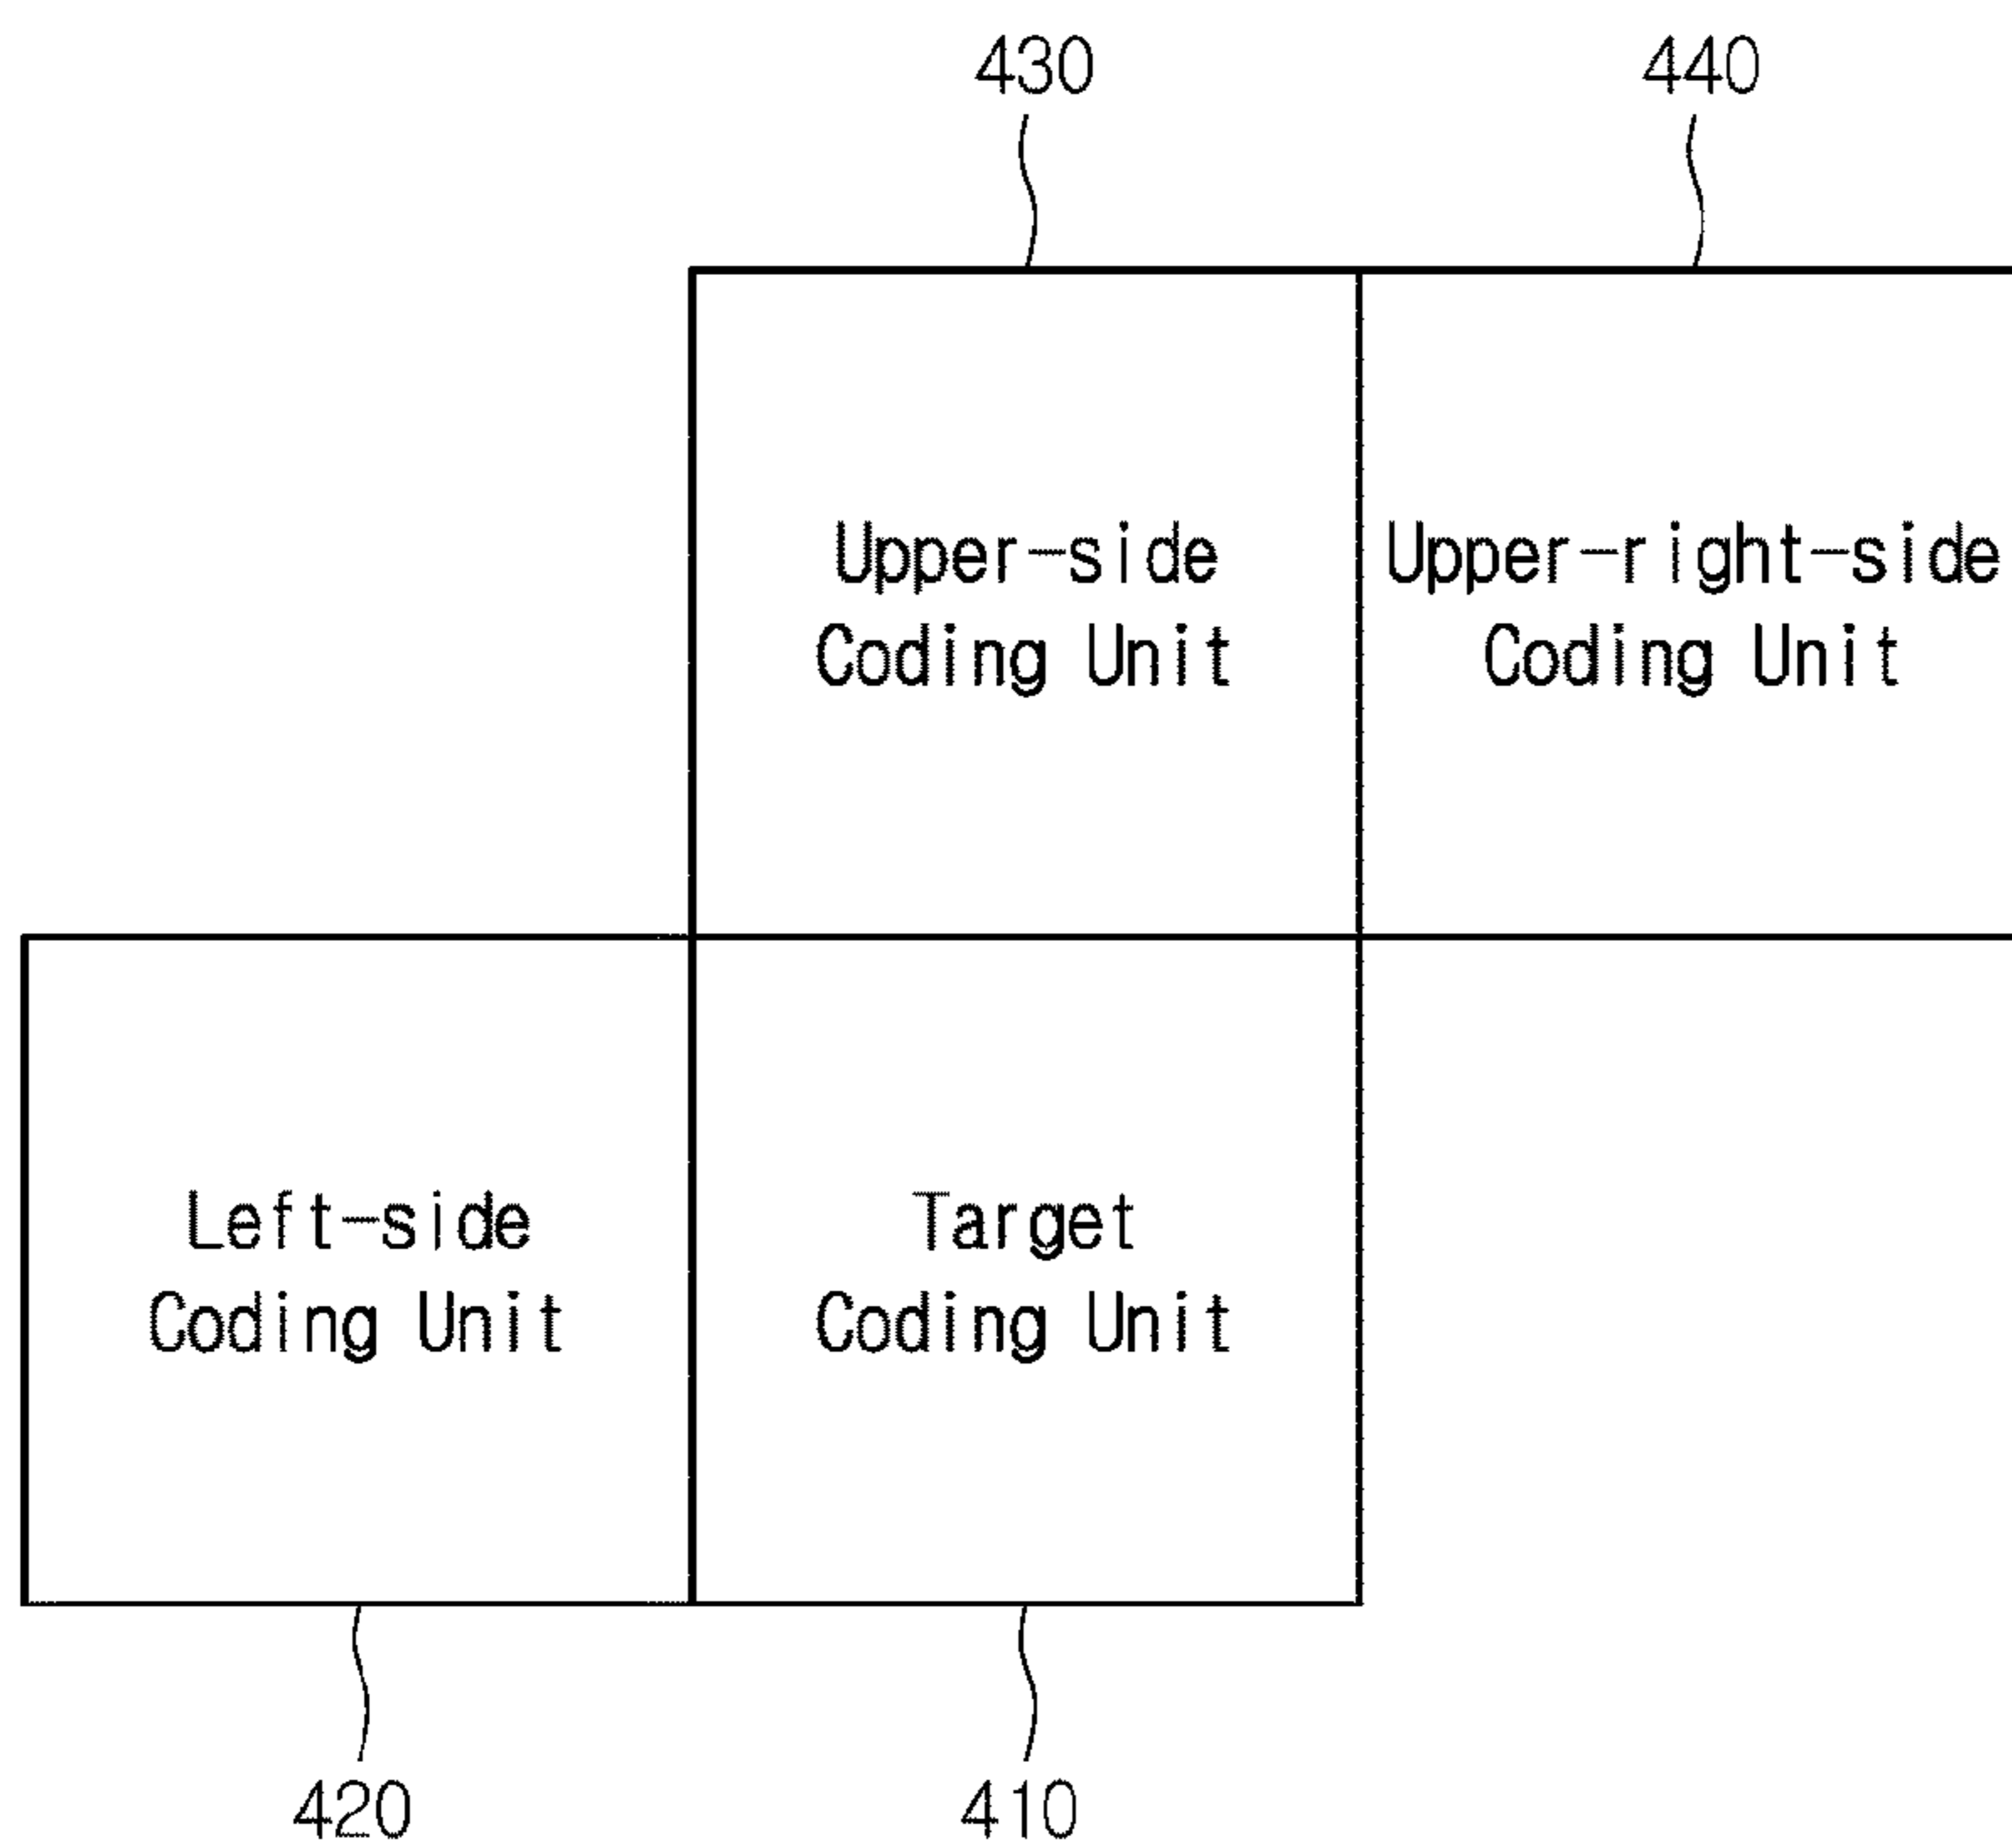 430
440
Upper-side
Coding Unit
Upper-right-side
Coding Unit
Left-side
Coding Unit
Target
Coding Unit
420
410